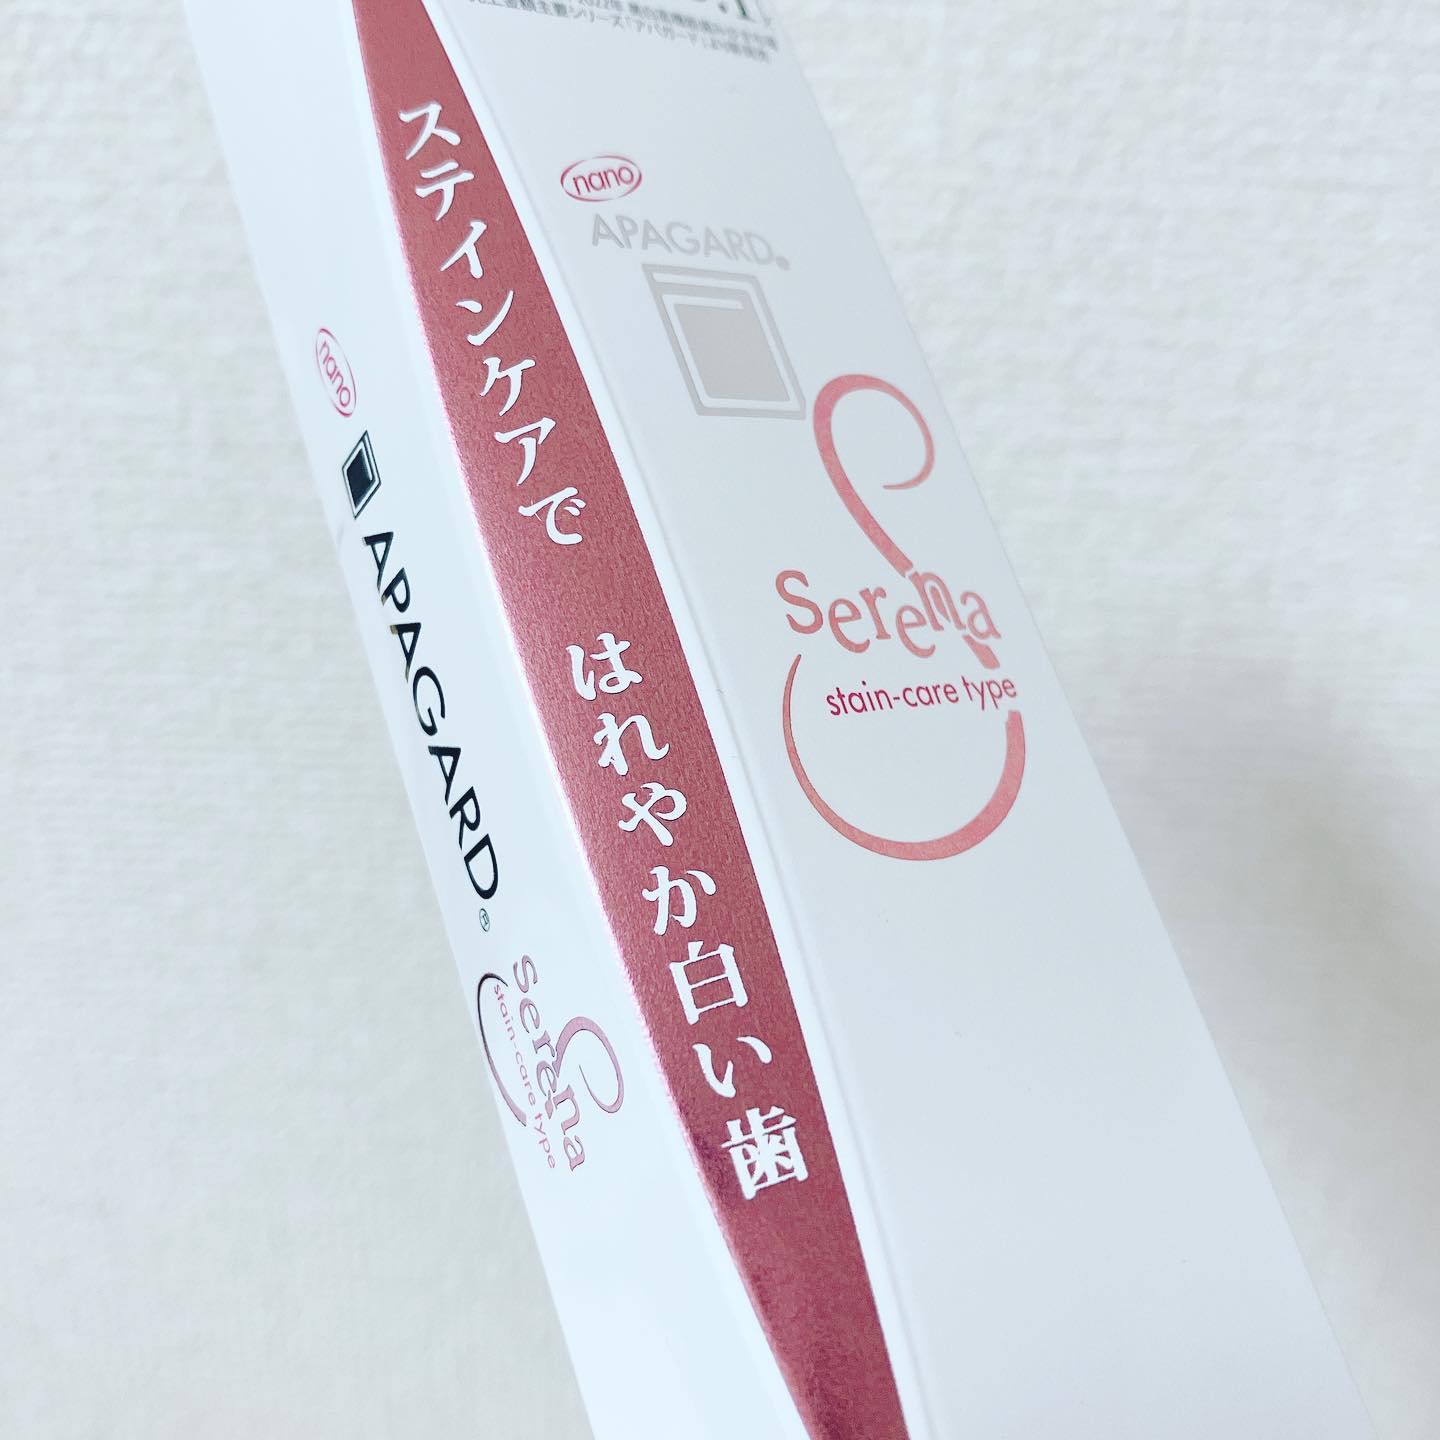 nano
APAGARD®
Serena
stain-care type
スティンケアで はれやか白い歯
nano
APAGARD®
Serena
stain-care type